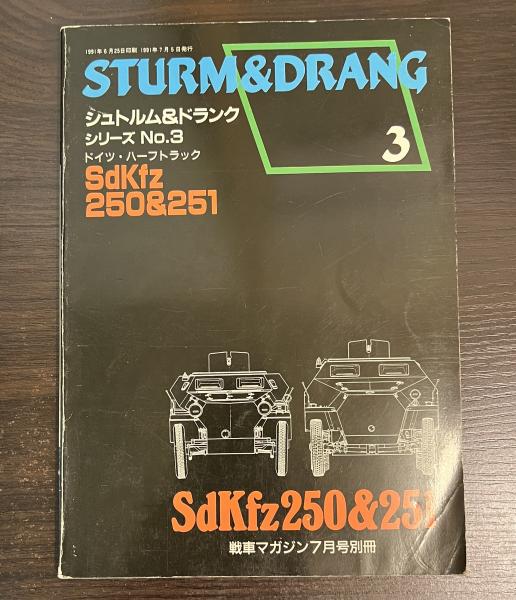 1991年6月25日印刷 1991年7月5日発行
STURM&DRANG
シュトルム&ドランク
シリーズ No.3
ドイツ・ハーフトラック
SdKfz
250&251
3
SdKfz250&251
戦車マガジン7月号別冊